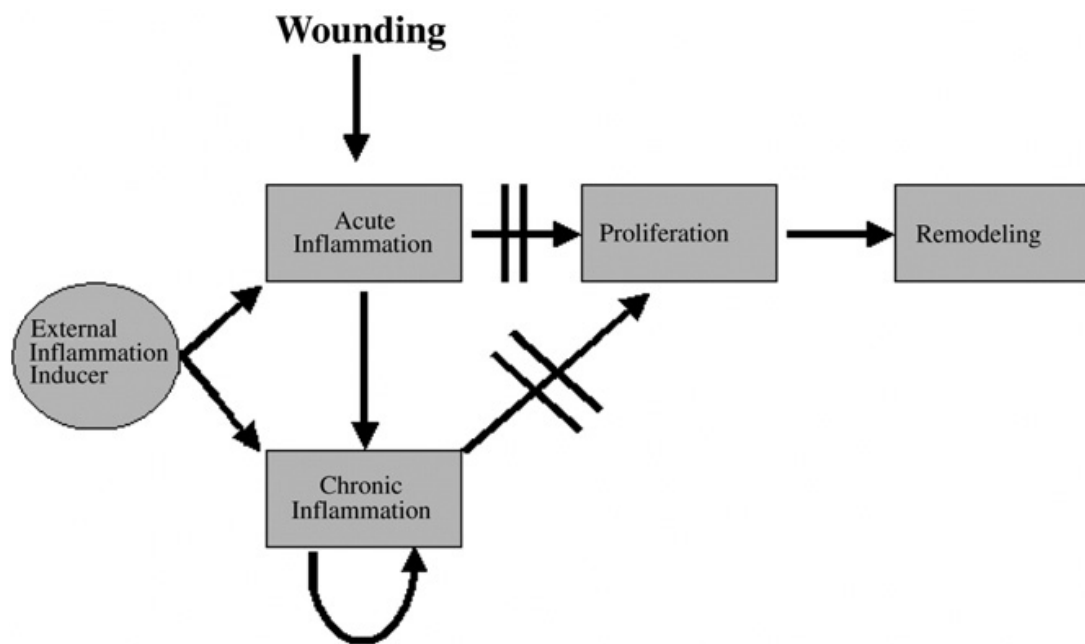 Wounding
Acute
Inflammation
Proliferation
Remodeling
External
Inflammation
Inducer
Chronic
Inflammation